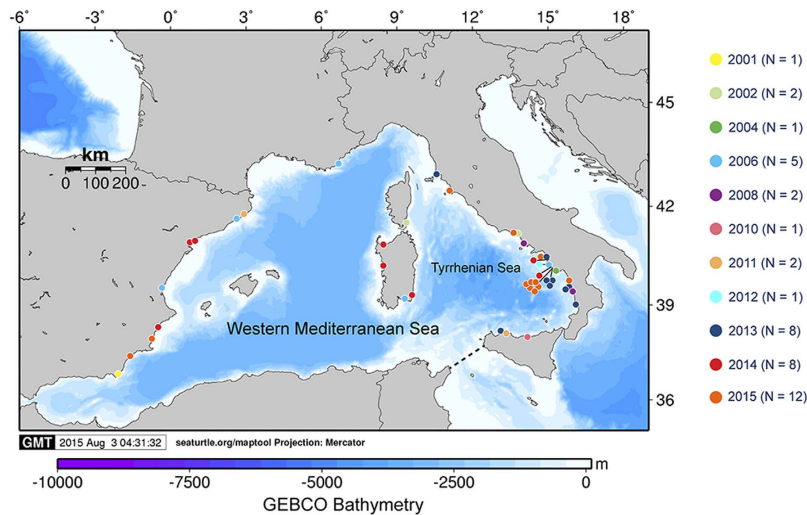 -6° -3° 0° 3° 6° 9° 12° 15° 18°
45
42
39
36
km
0 100 200
Tyrrhenian Sea
Western Mediterranean Sea
2001 (N = 1)
2002 (N = 2)
2004 (N = 1)
2006 (N = 5)
2008 (N = 2)
2010 (N = 1)
2011 (N = 2)
2012 (N = 1)
2013 (N = 8)
2014 (N = 8)
2015 (N = 12)
GMT 2015 Aug 3 04:31:32 seaturtle.org/maptool Projection: Mercator
m
-10000 -7500 -5000 -2500 0
GEBCO Bathymetry